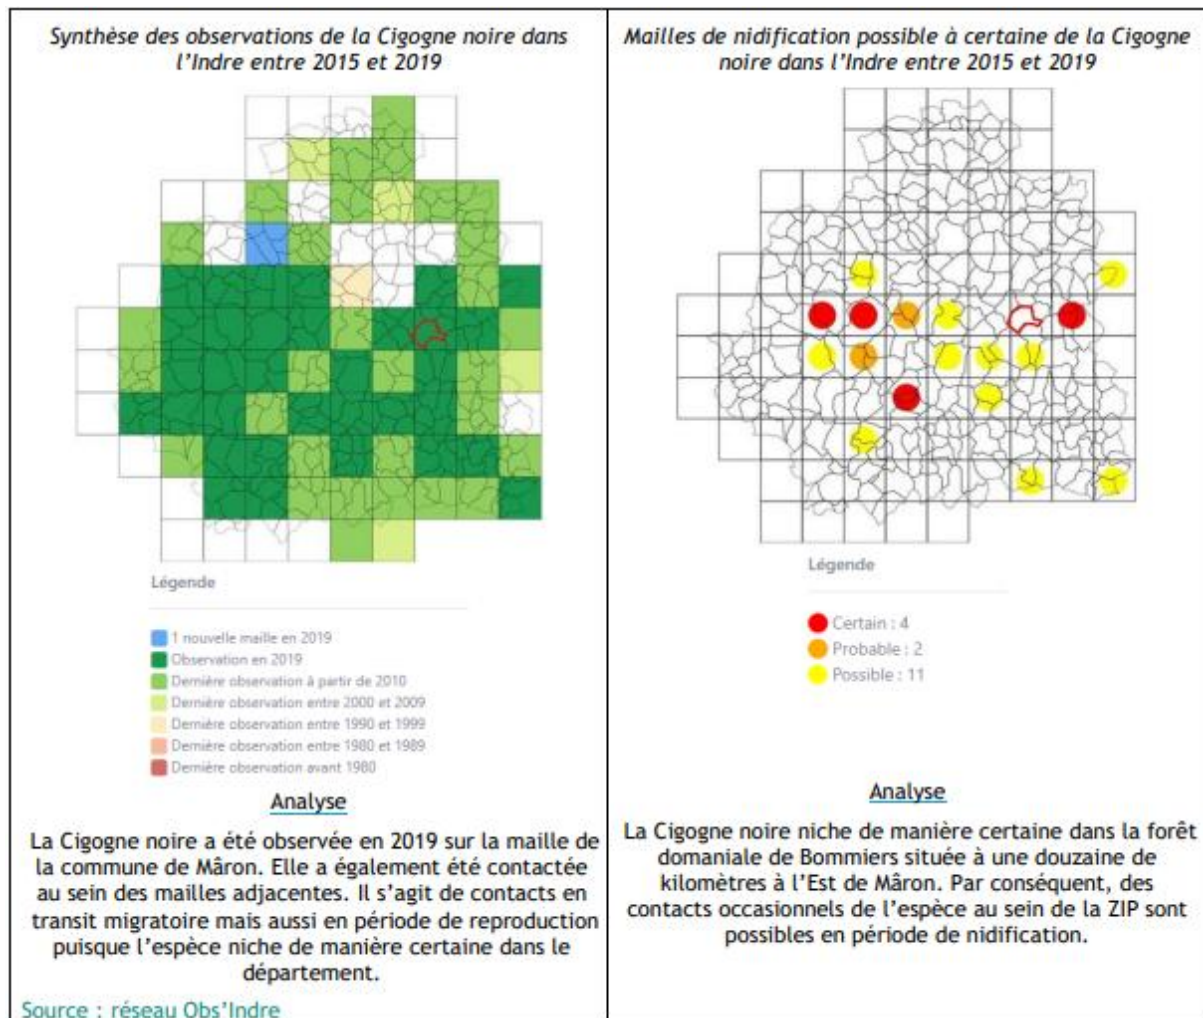 Synthèse des observations de la Cigogne noire dans
l'Indre entre 2015 et 2019
Légende
1 nouvelle maille en 2019
Observation en 2019
Dernière observation à partir de 2010
Dernière observation entre 2000 et 2009
Dernière observation entre 1990 et 1999
Dernière observation entre 1980 et 1989
Dernière observation avant 1980
Analyse
La Cigogne noire a été observée en 2019 sur la maille de
la commune de Mâron. Elle a également été contactée
au sein des mailles adjacentes. Il s'agit de contacts en
transit migratoire mais aussi en période de reproduction
puisque l'espèce niche de manière certaine dans le
département.
Source : réseau Obs'Indre
Mailles de nidification possible à certaine de la Cigogne
noire dans l'Indre entre 2015 et 2019
Légende
Certain : 4
Probable : 2
Possible : 11
Analyse
La Cigogne noire niche de manière certaine dans la forêt
domaniale de Bommiers située à une douzaine de
kilomètres à l'Est de Mâron. Par conséquent, des
contacts occasionnels de l'espèce au sein de la ZIP sont
possibles en période de nidification.